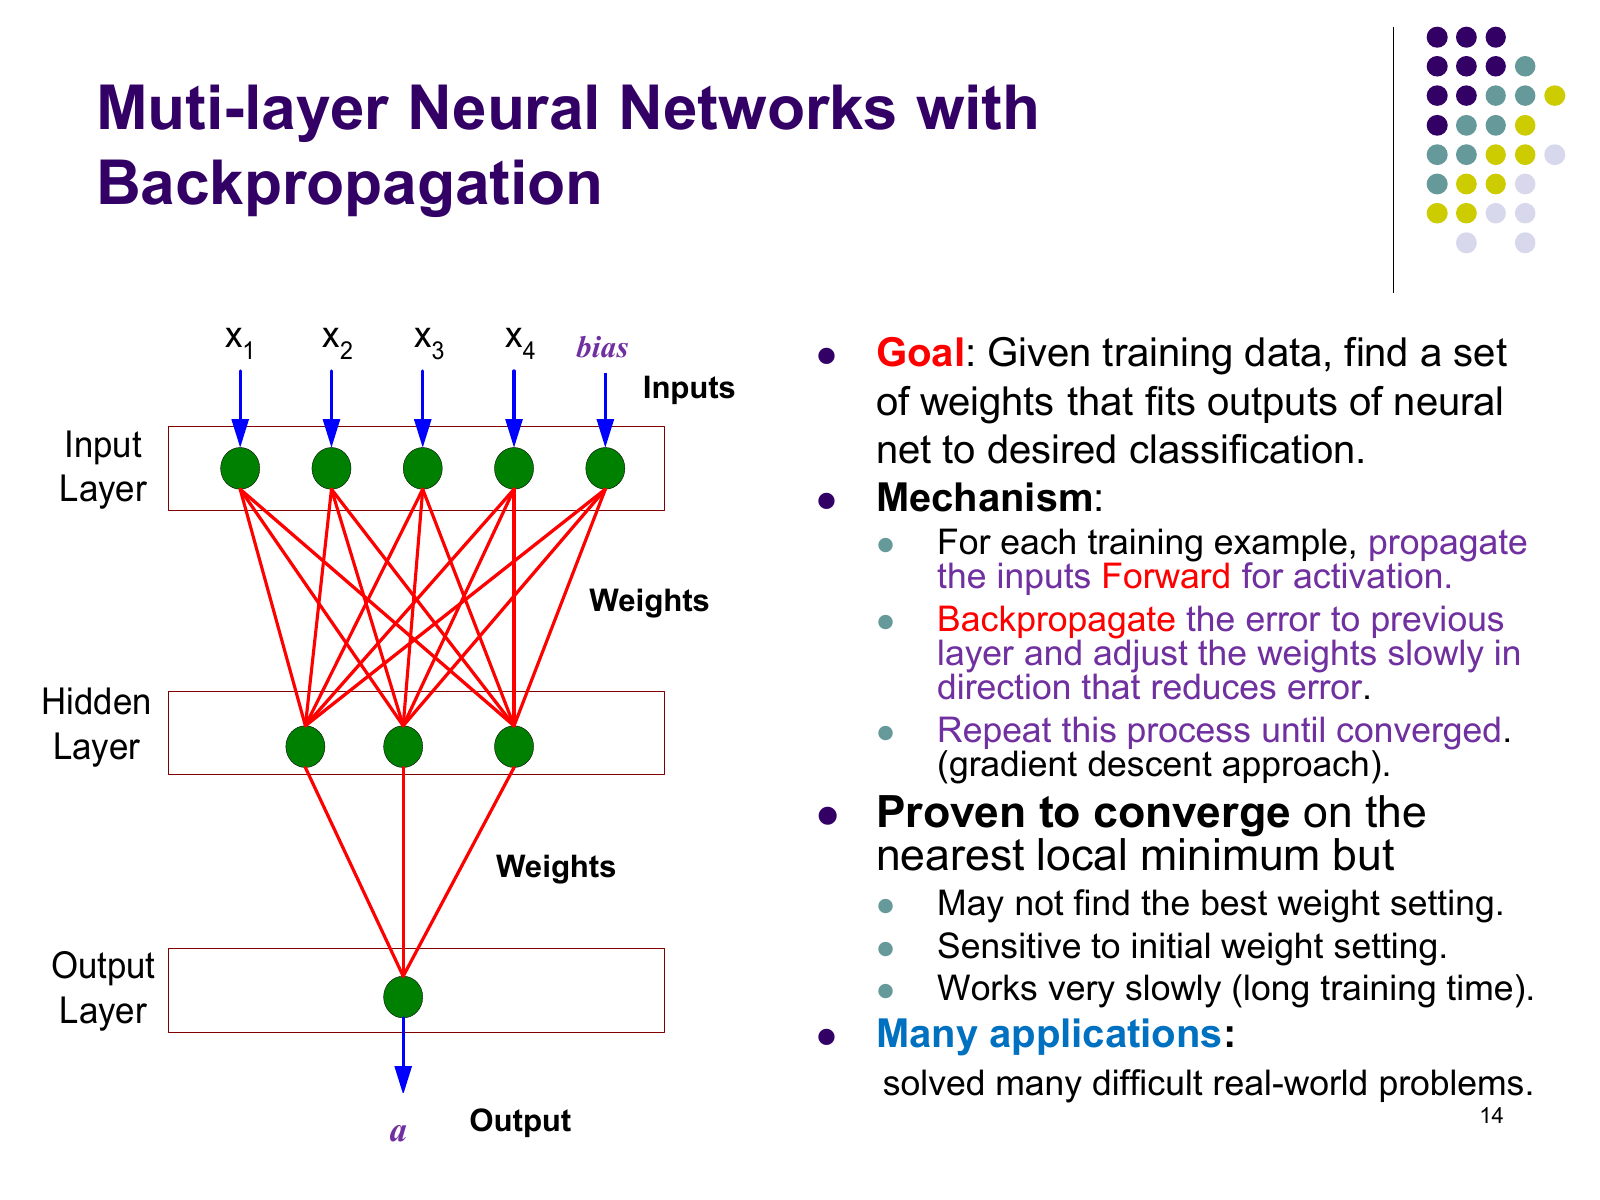 Muti-layer Neural Networks with
Backpropagation
x1 x2 x3 x4 bias
Inputs
Input
Layer
Weights
Hidden
Layer
Weights
Output
Layer
a
Output
Goal: Given training data, find a set
of weights that fits outputs of neural
net to desired classification.
Mechanism:
For each training example, propagate
the inputs Forward for activation.
Backpropagate the error to previous
layer and adjust the weights slowly in
direction that reduces error.
Repeat this process until converged.
(gradient descent approach).
Proven to converge on the
nearest local minimum but
May not find the best weight setting.
Sensitive to initial weight setting.
Works very slowly (long training time).
Many applications:
solved many difficult real-world problems.
14